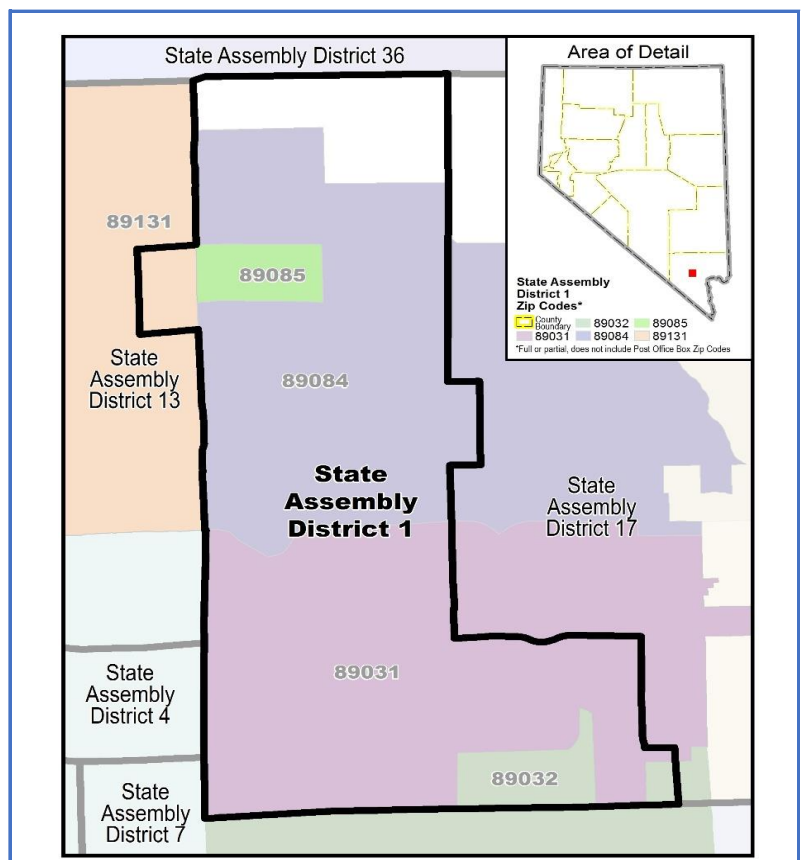 State Assembly District 36
Area of Detail
State Assembly
District 1
Zip Codes*
County
Boundary
89032
89085
89031
89084
89131
*Full or partial, does not include Post Office Box Zip Codes
89131
89085
State
Assembly
District 13
89084
State
Assembly
District 1
State
Assembly
District 17
89031
State
Assembly
District 4
89032
State
Assembly
District 7